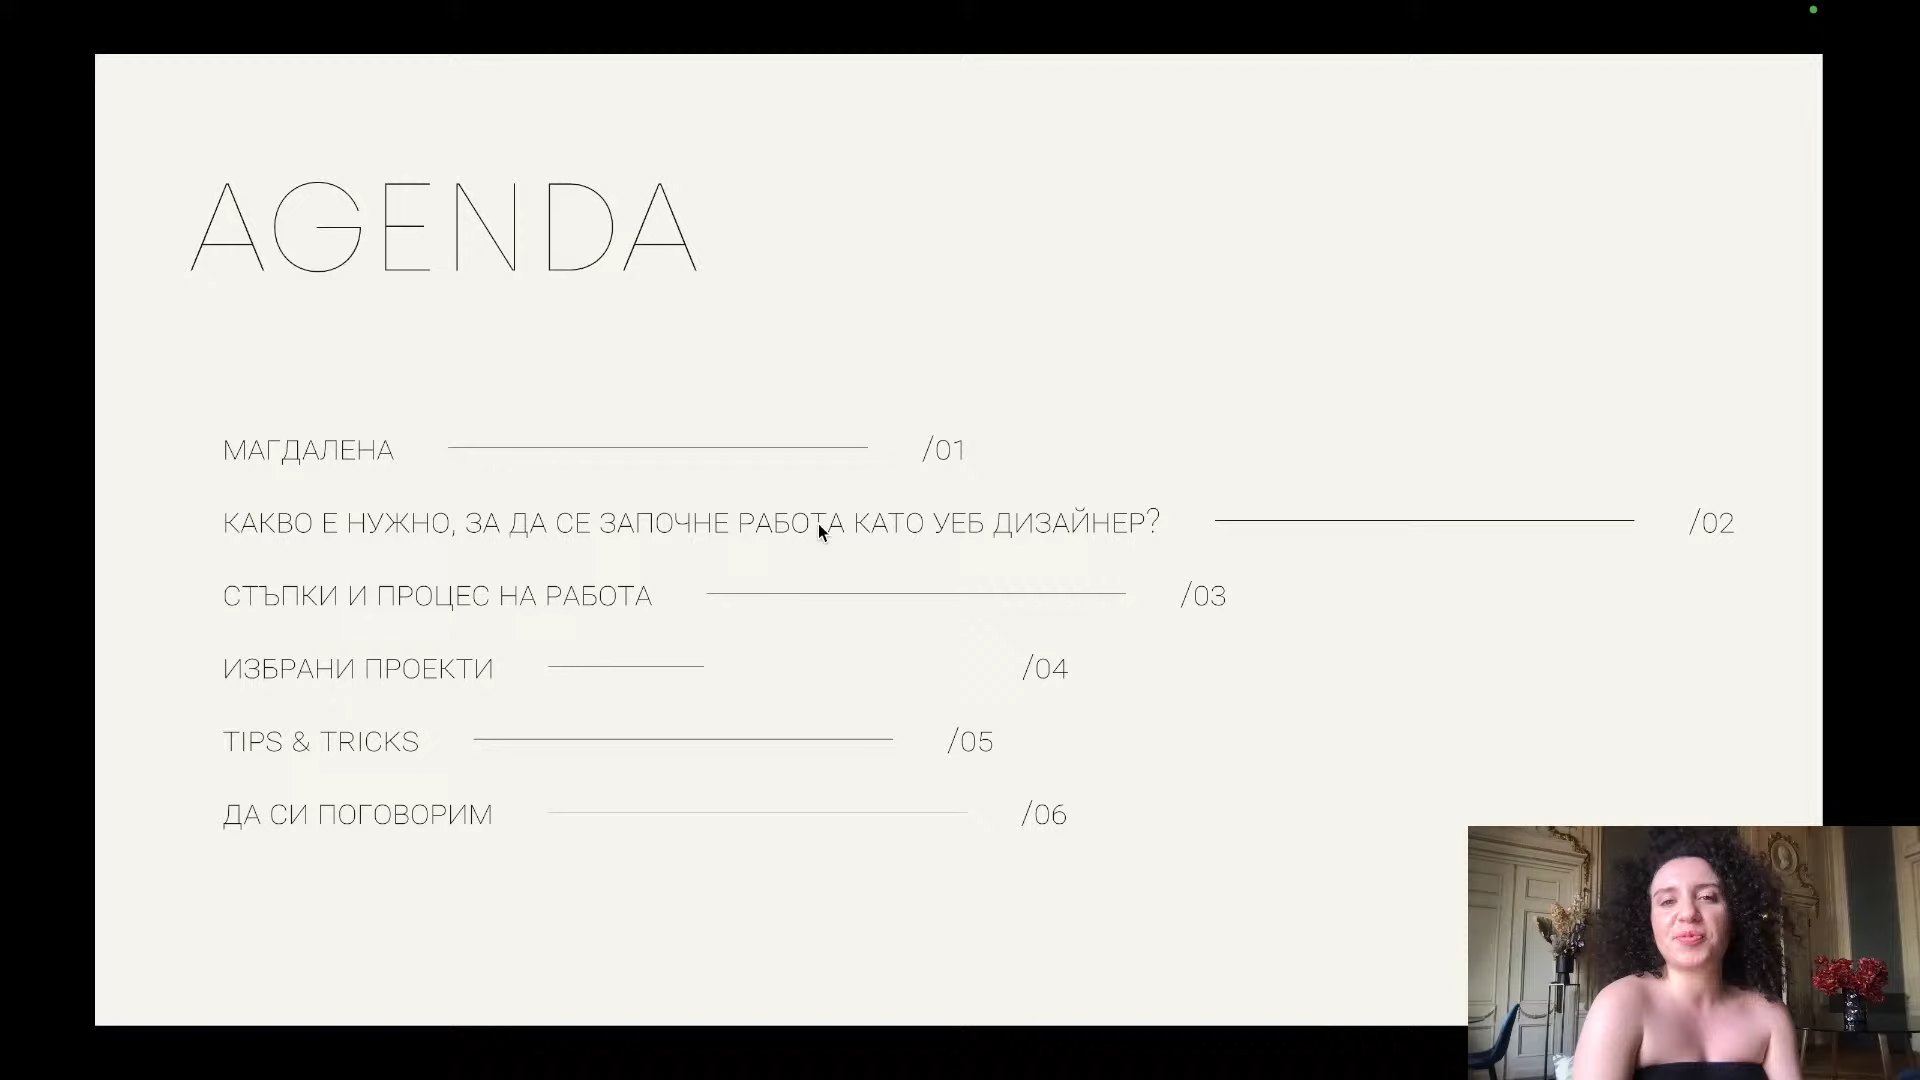 AGENDA
МАГДАЛЕНА /01
КАКВО Е НУЖНО, ЗА ДА СЕ ЗАПОЧНЕ РАБОТА КАТО УЕБ ДИЗАЙНЕР? /02
СТЪПКИ И ПРОЦЕС НА РАБОТА /03
ИЗБРАНИ ПРОЕКТИ /04
TIPS & TRICKS /05
ДА СИ ПОГОВОРИМ /06